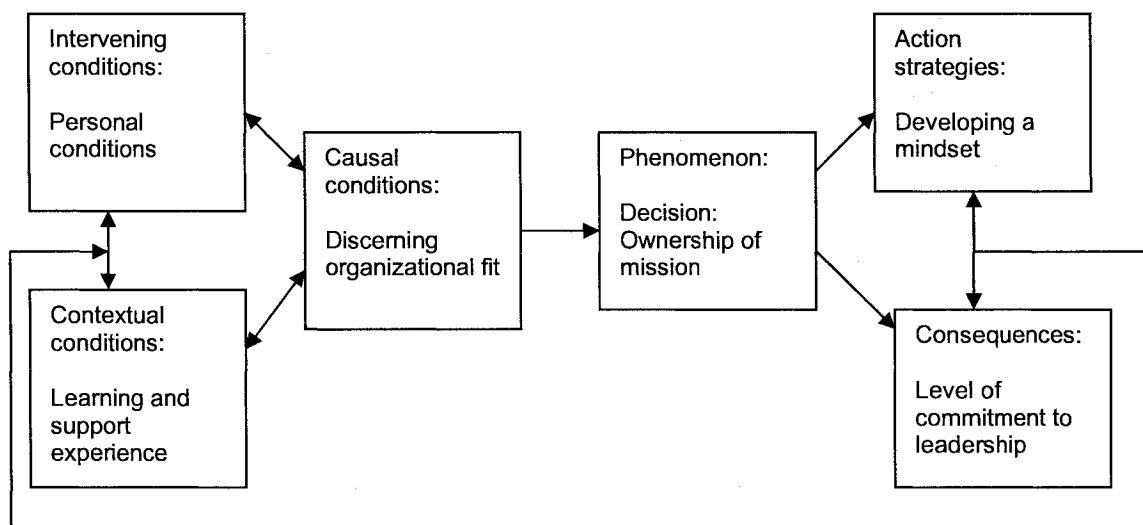 Intervening
conditions:
Personal
conditions
Contextual
conditions:
Learning and
support
experience
Causal
conditions:
Discerning
organizational fit
Phenomenon:
Decision:
Ownership of
mission
Action
strategies:
Developing a
mindset
Consequences:
Level of
commitment to
leadership